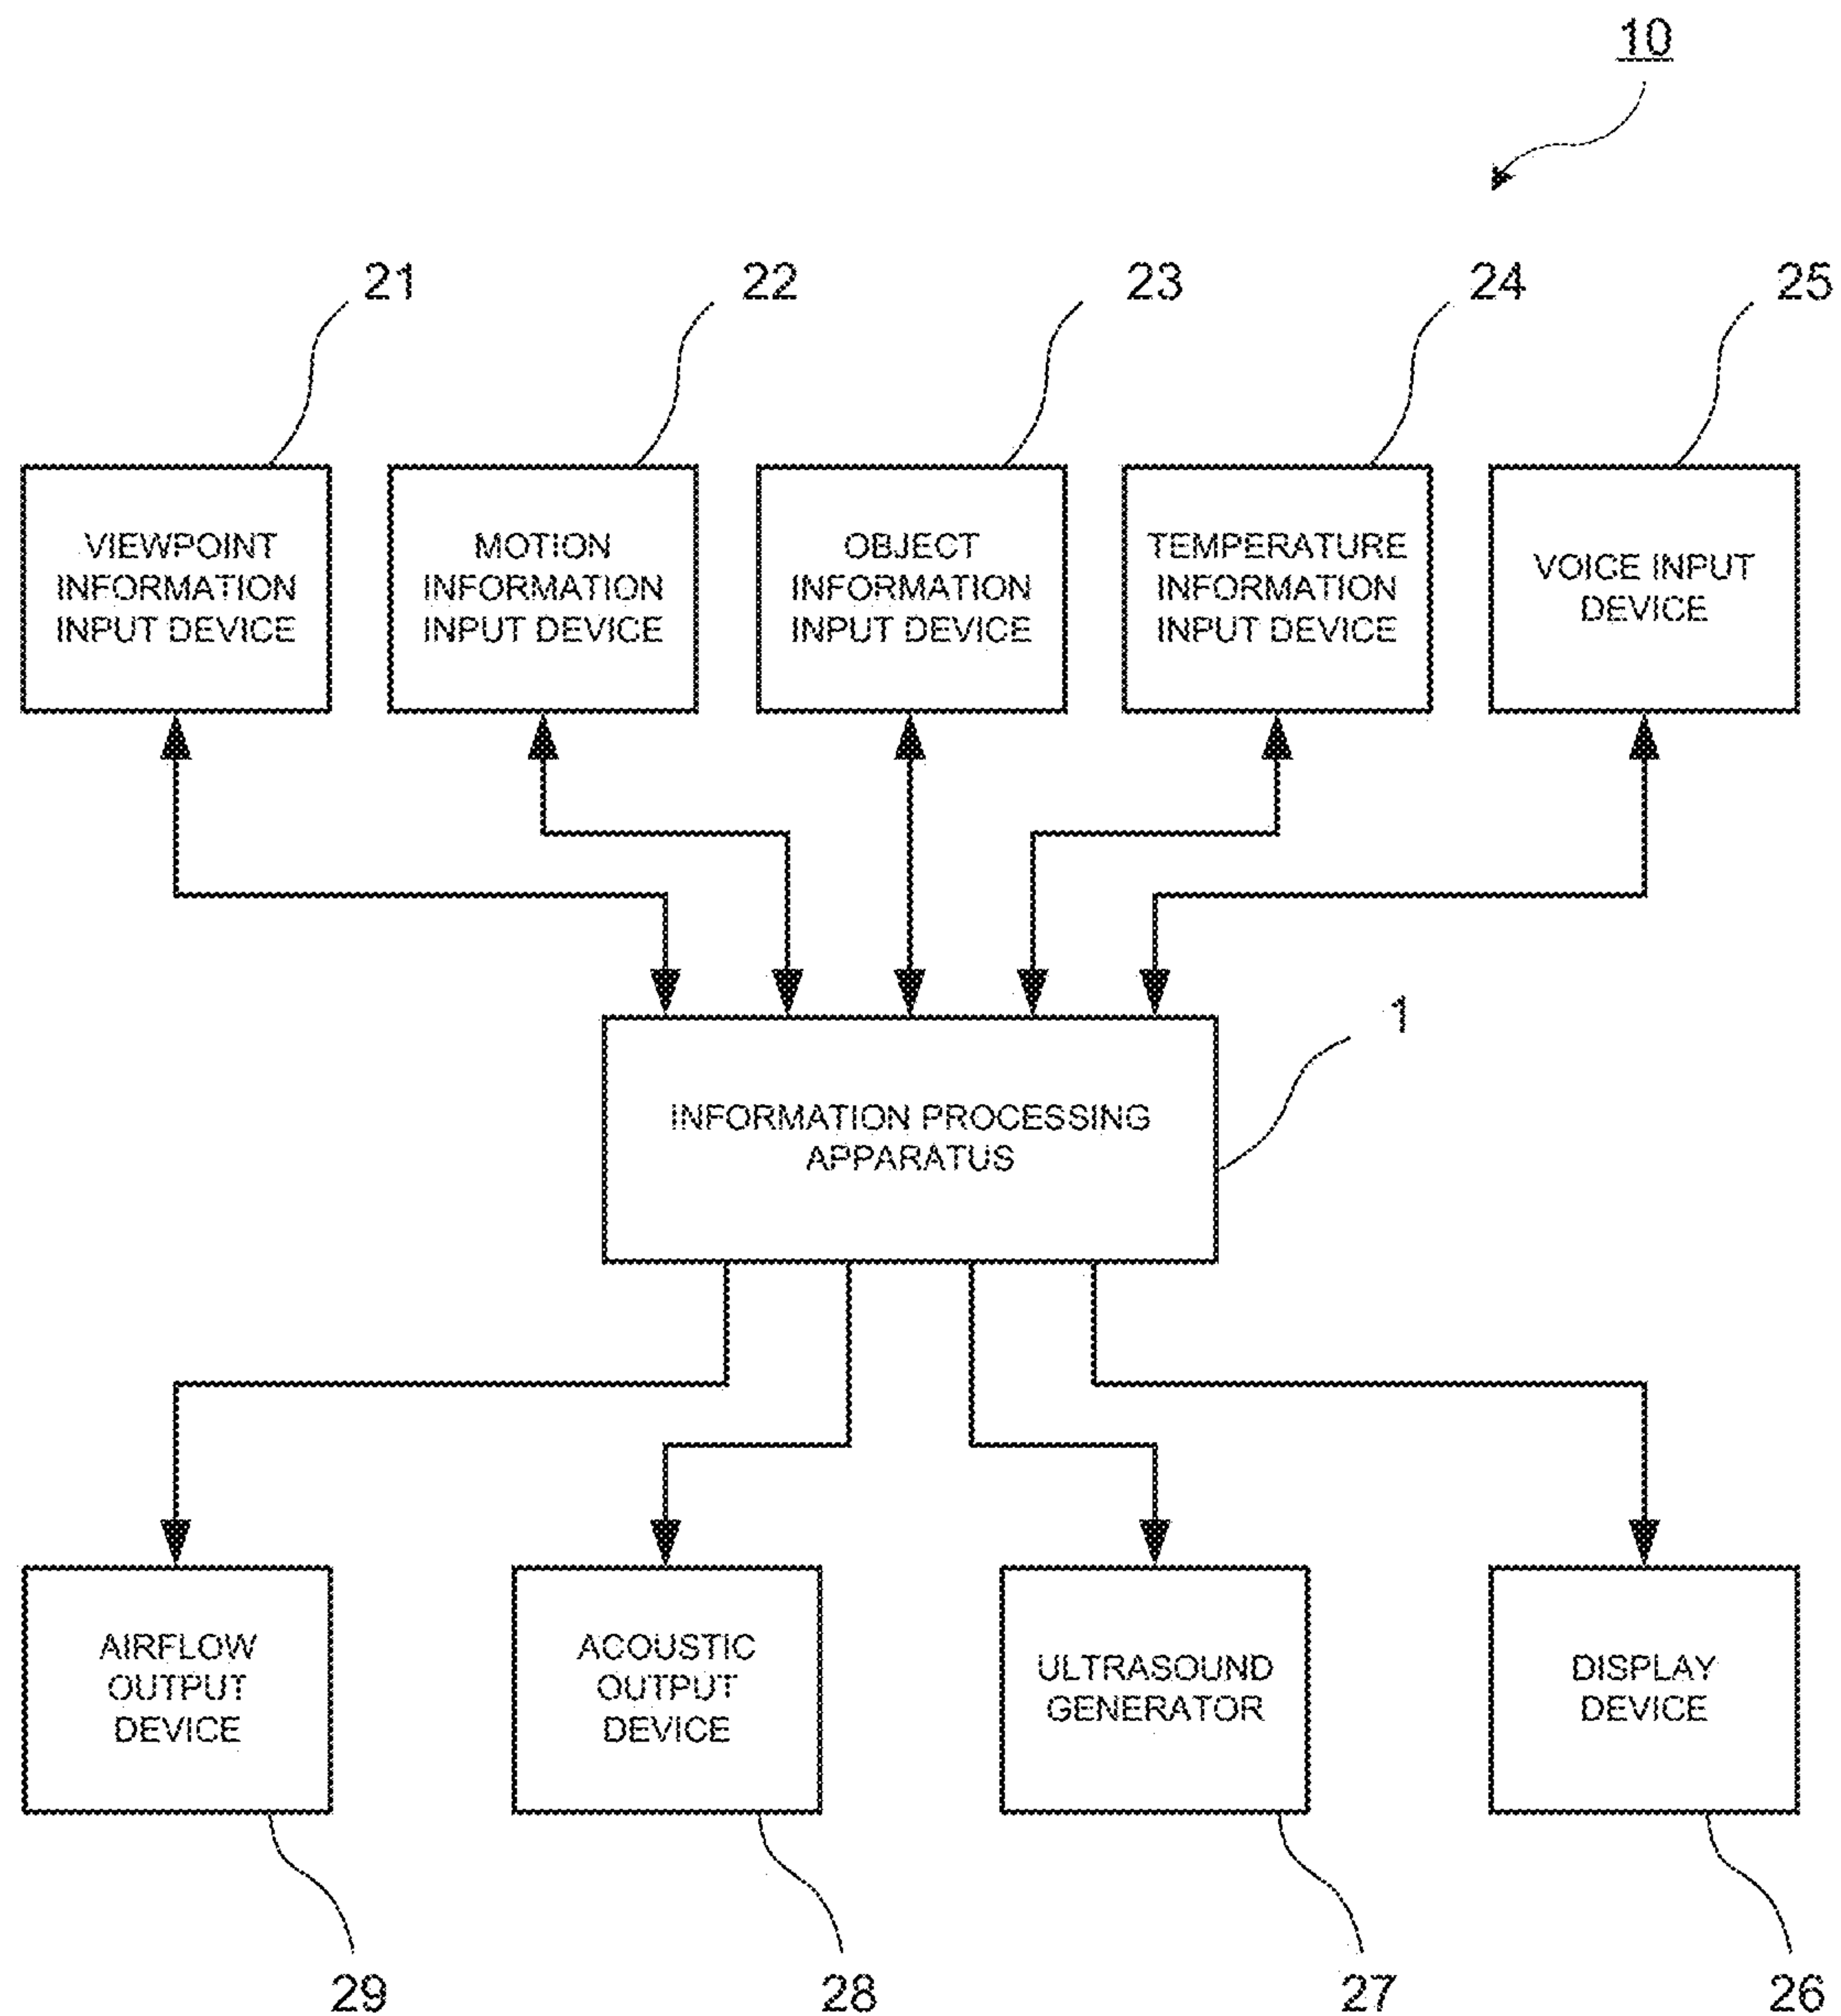 10
21
22
23
24
25
VIEWPOINT
INFORMATION
INPUT DEVICE
MOTION
INFORMATION
INPUT DEVICE
OBJECT
INFORMATION
INPUT DEVICE
TEMPERATURE
INFORMATION
INPUT DEVICE
VOICE INPUT
DEVICE
1
INFORMATION PROCESSING
APPARATUS
AIRFLOW
OUTPUT
DEVICE
ACOUSTIC
OUTPUT
DEVICE
ULTRASOUND
GENERATOR
DISPLAY
DEVICE
29
28
27
26